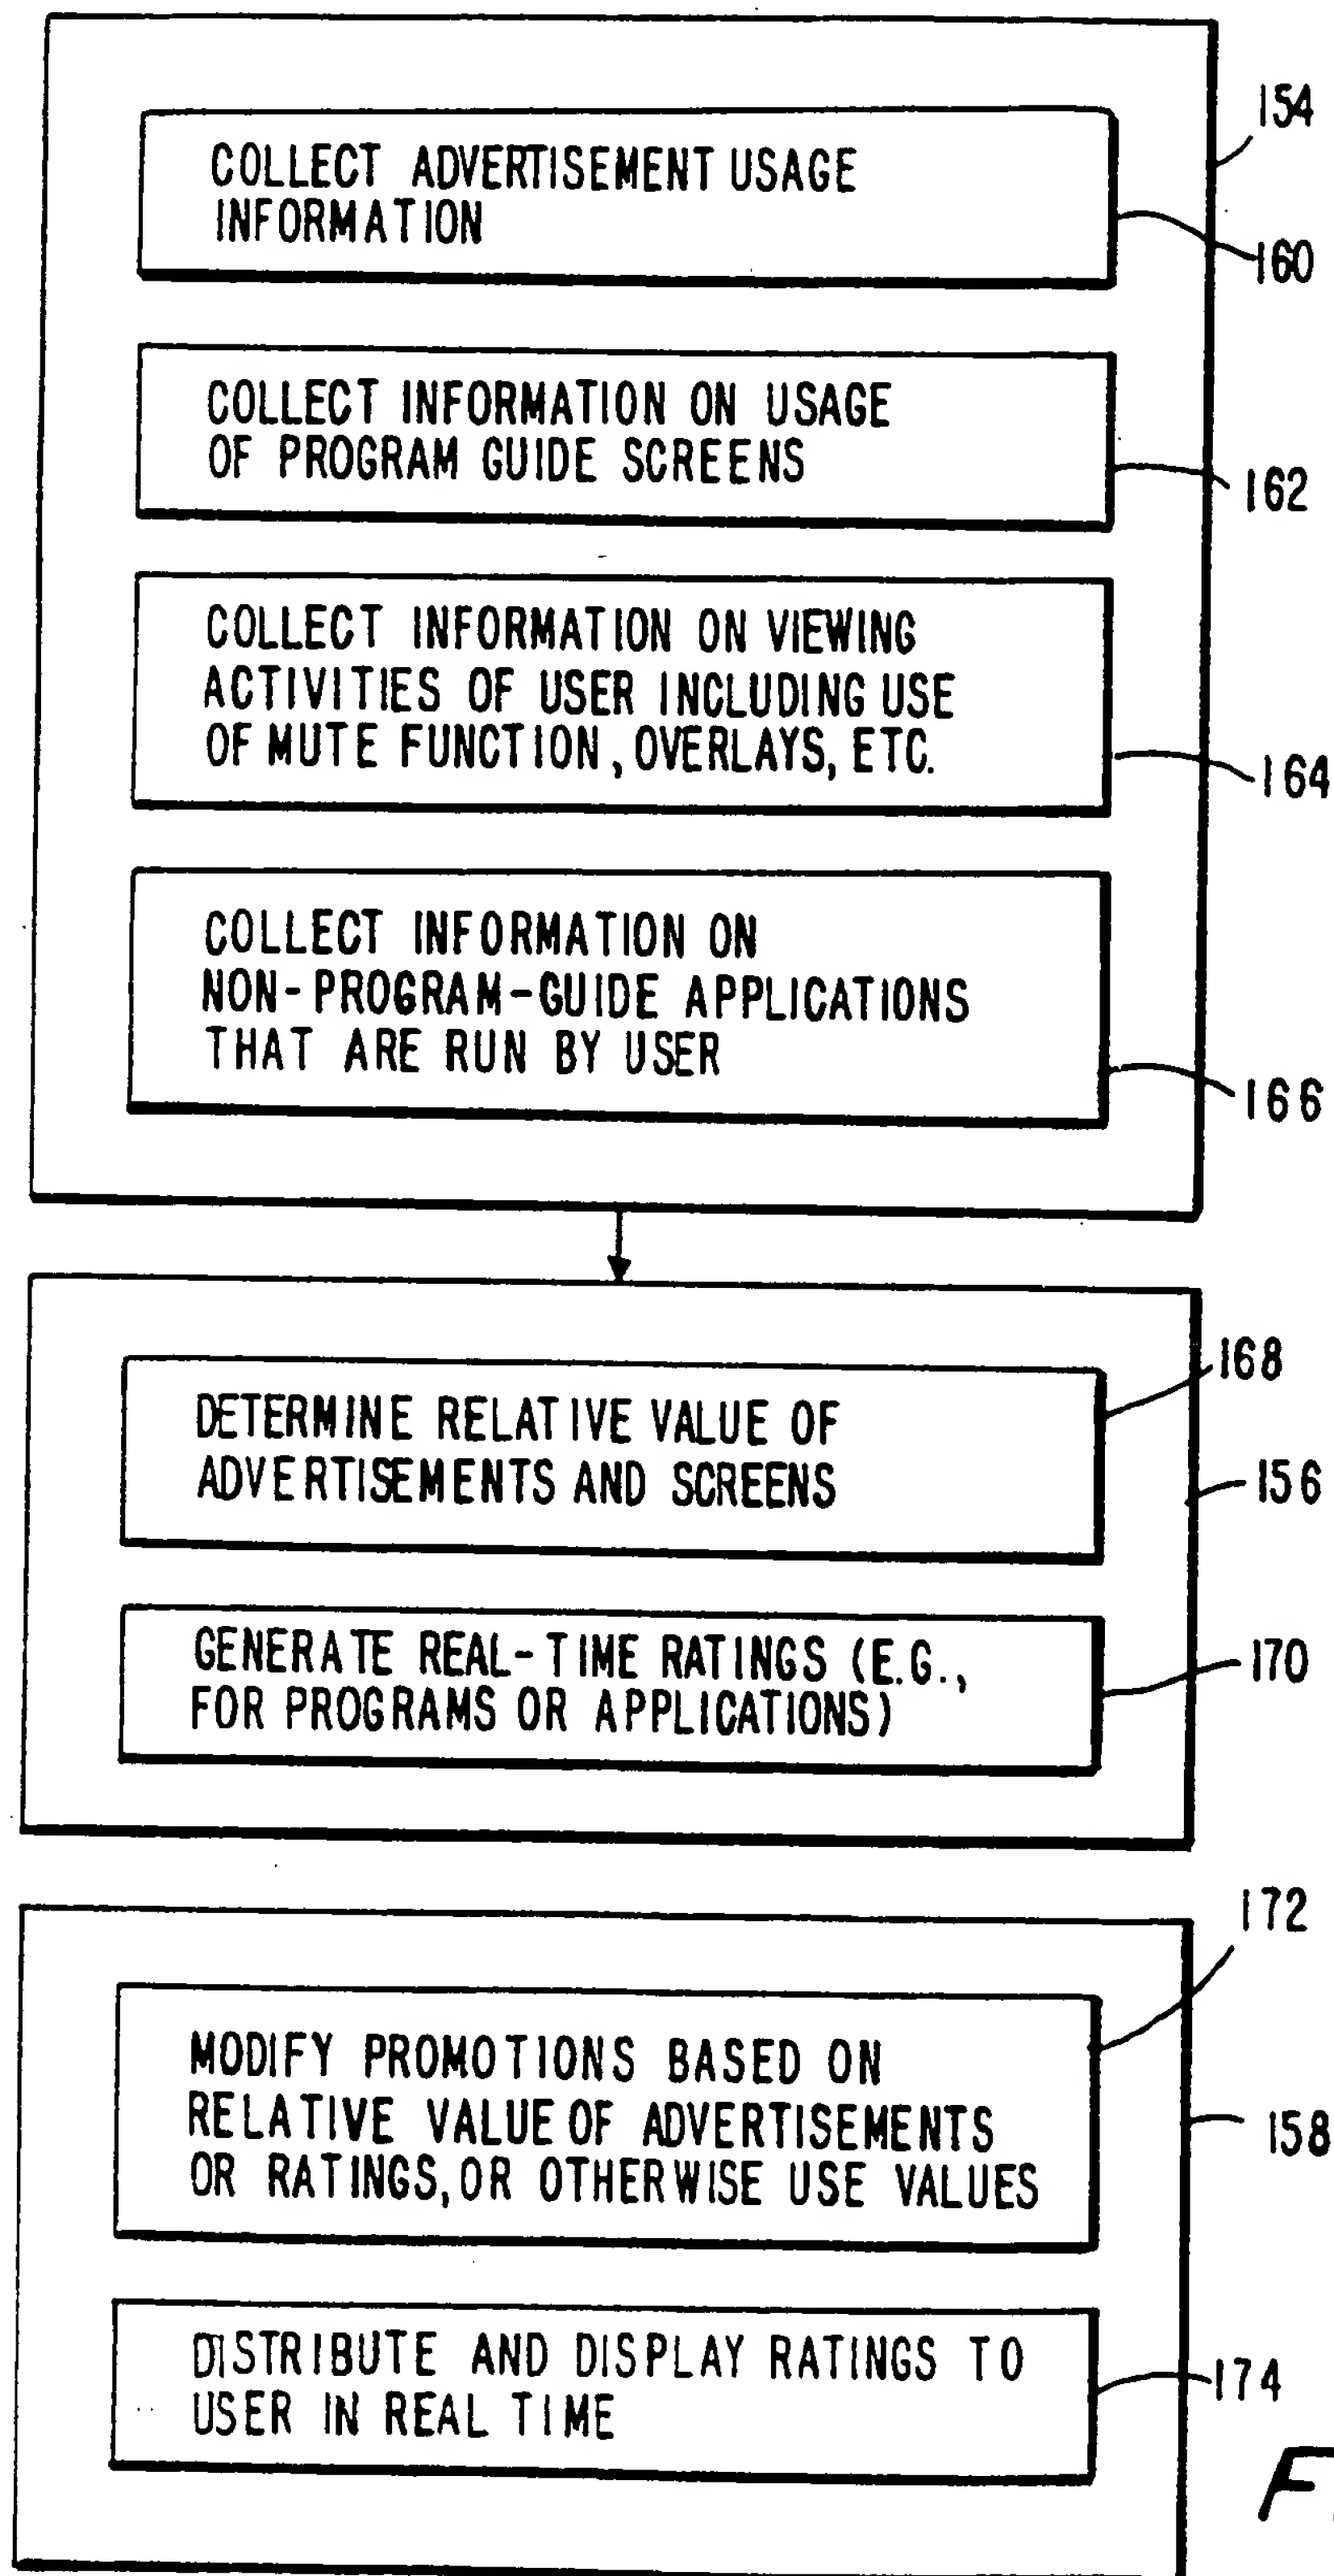 154
COLLECT ADVERTISEMENT USAGE
INFORMATION
160
COLLECT INFORMATION ON USAGE
OF PROGRAM GUIDE SCREENS
162
COLLECT INFORMATION ON VIEWING
ACTIVITIES OF USER INCLUDING USE
OF MUTE FUNCTION, OVERLAYS, ETC.
164
COLLECT INFORMATION ON
NON-PROGRAM-GUIDE APPLICATIONS
THAT ARE RUN BY USER
166
168
DETERMINE RELATIVE VALUE OF
ADVERTISEMENTS AND SCREENS
156
GENERATE REAL-TIME RATINGS (E.G.,
FOR PROGRAMS OR APPLICATIONS)
170
172
MODIFY PROMOTIONS BASED ON
RELATIVE VALUE OF ADVERTISEMENTS
OR RATINGS, OR OTHERWISE USE VALUES
158
DISTRIBUTE AND DISPLAY RATINGS TO
USER IN REAL TIME
174